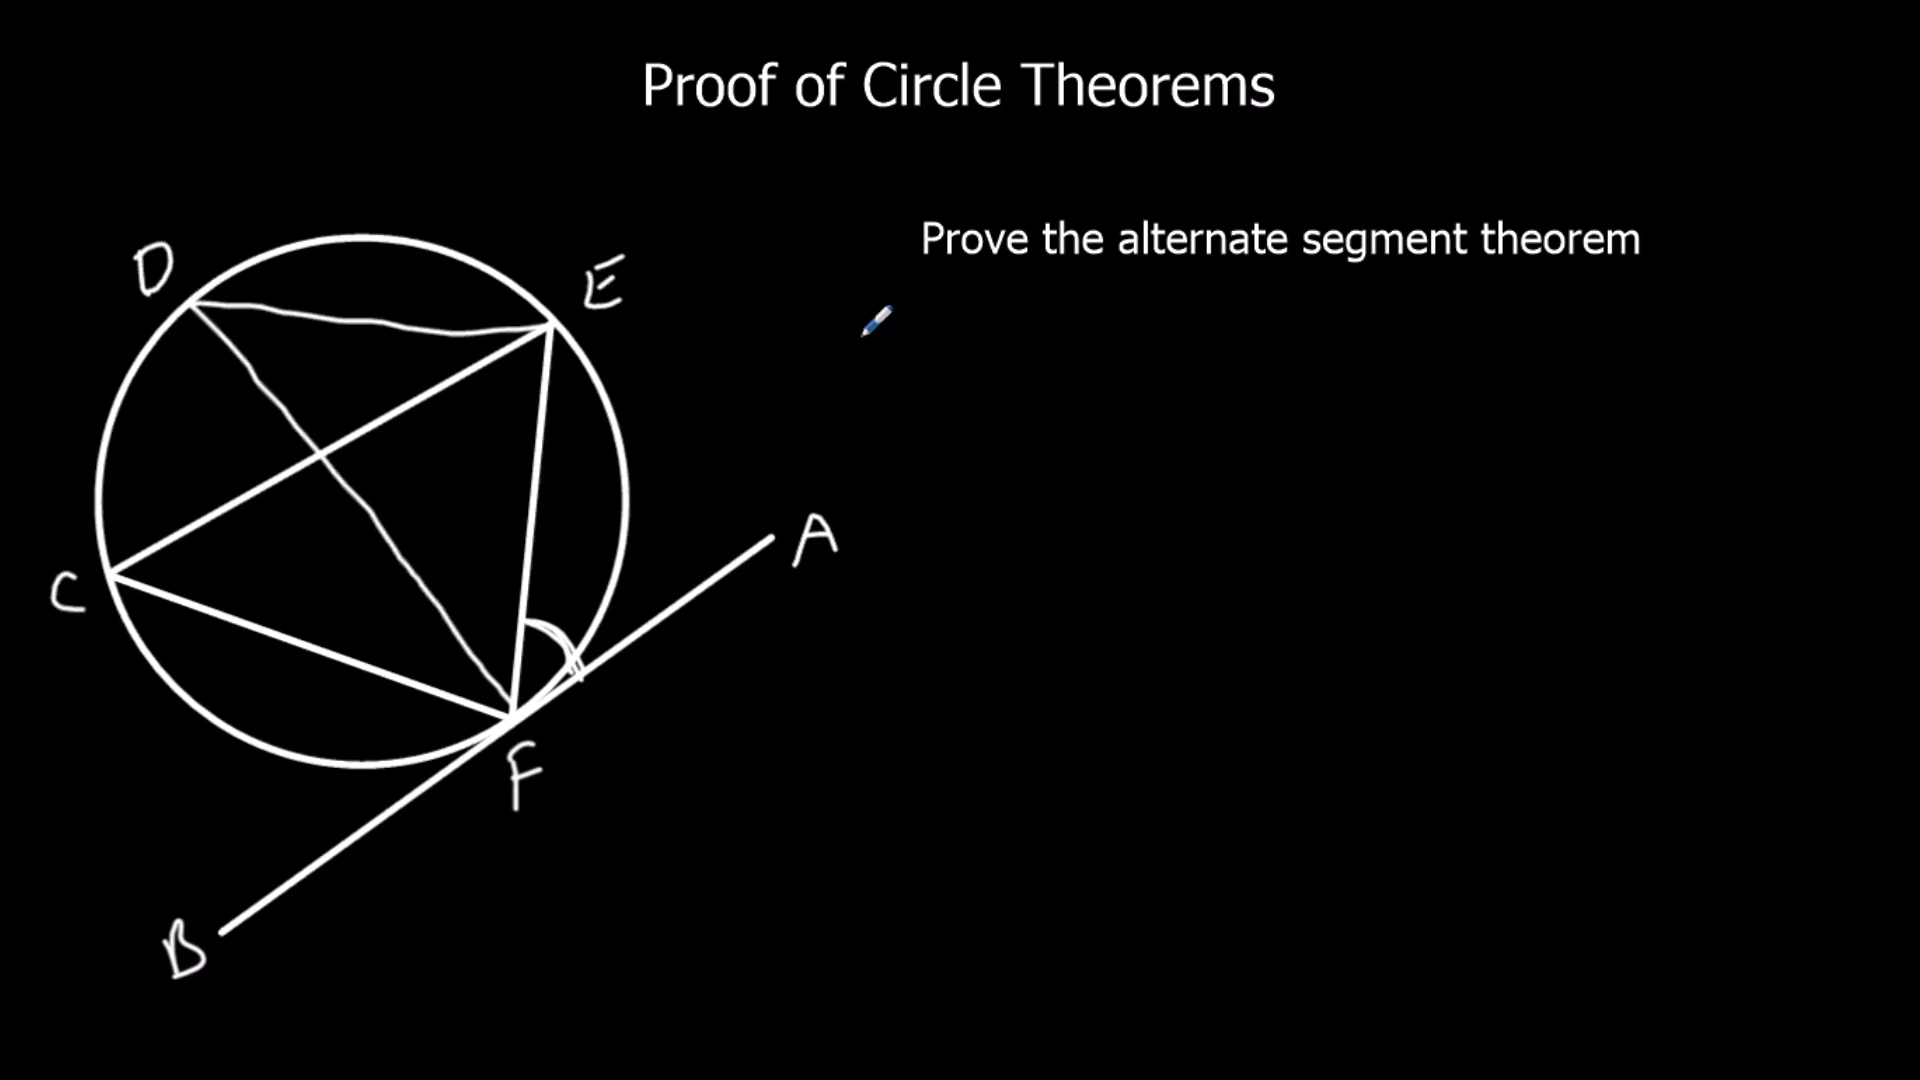 Proof of Circle Theorems
Prove the alternate segment theorem
D
E
A
C
F
B